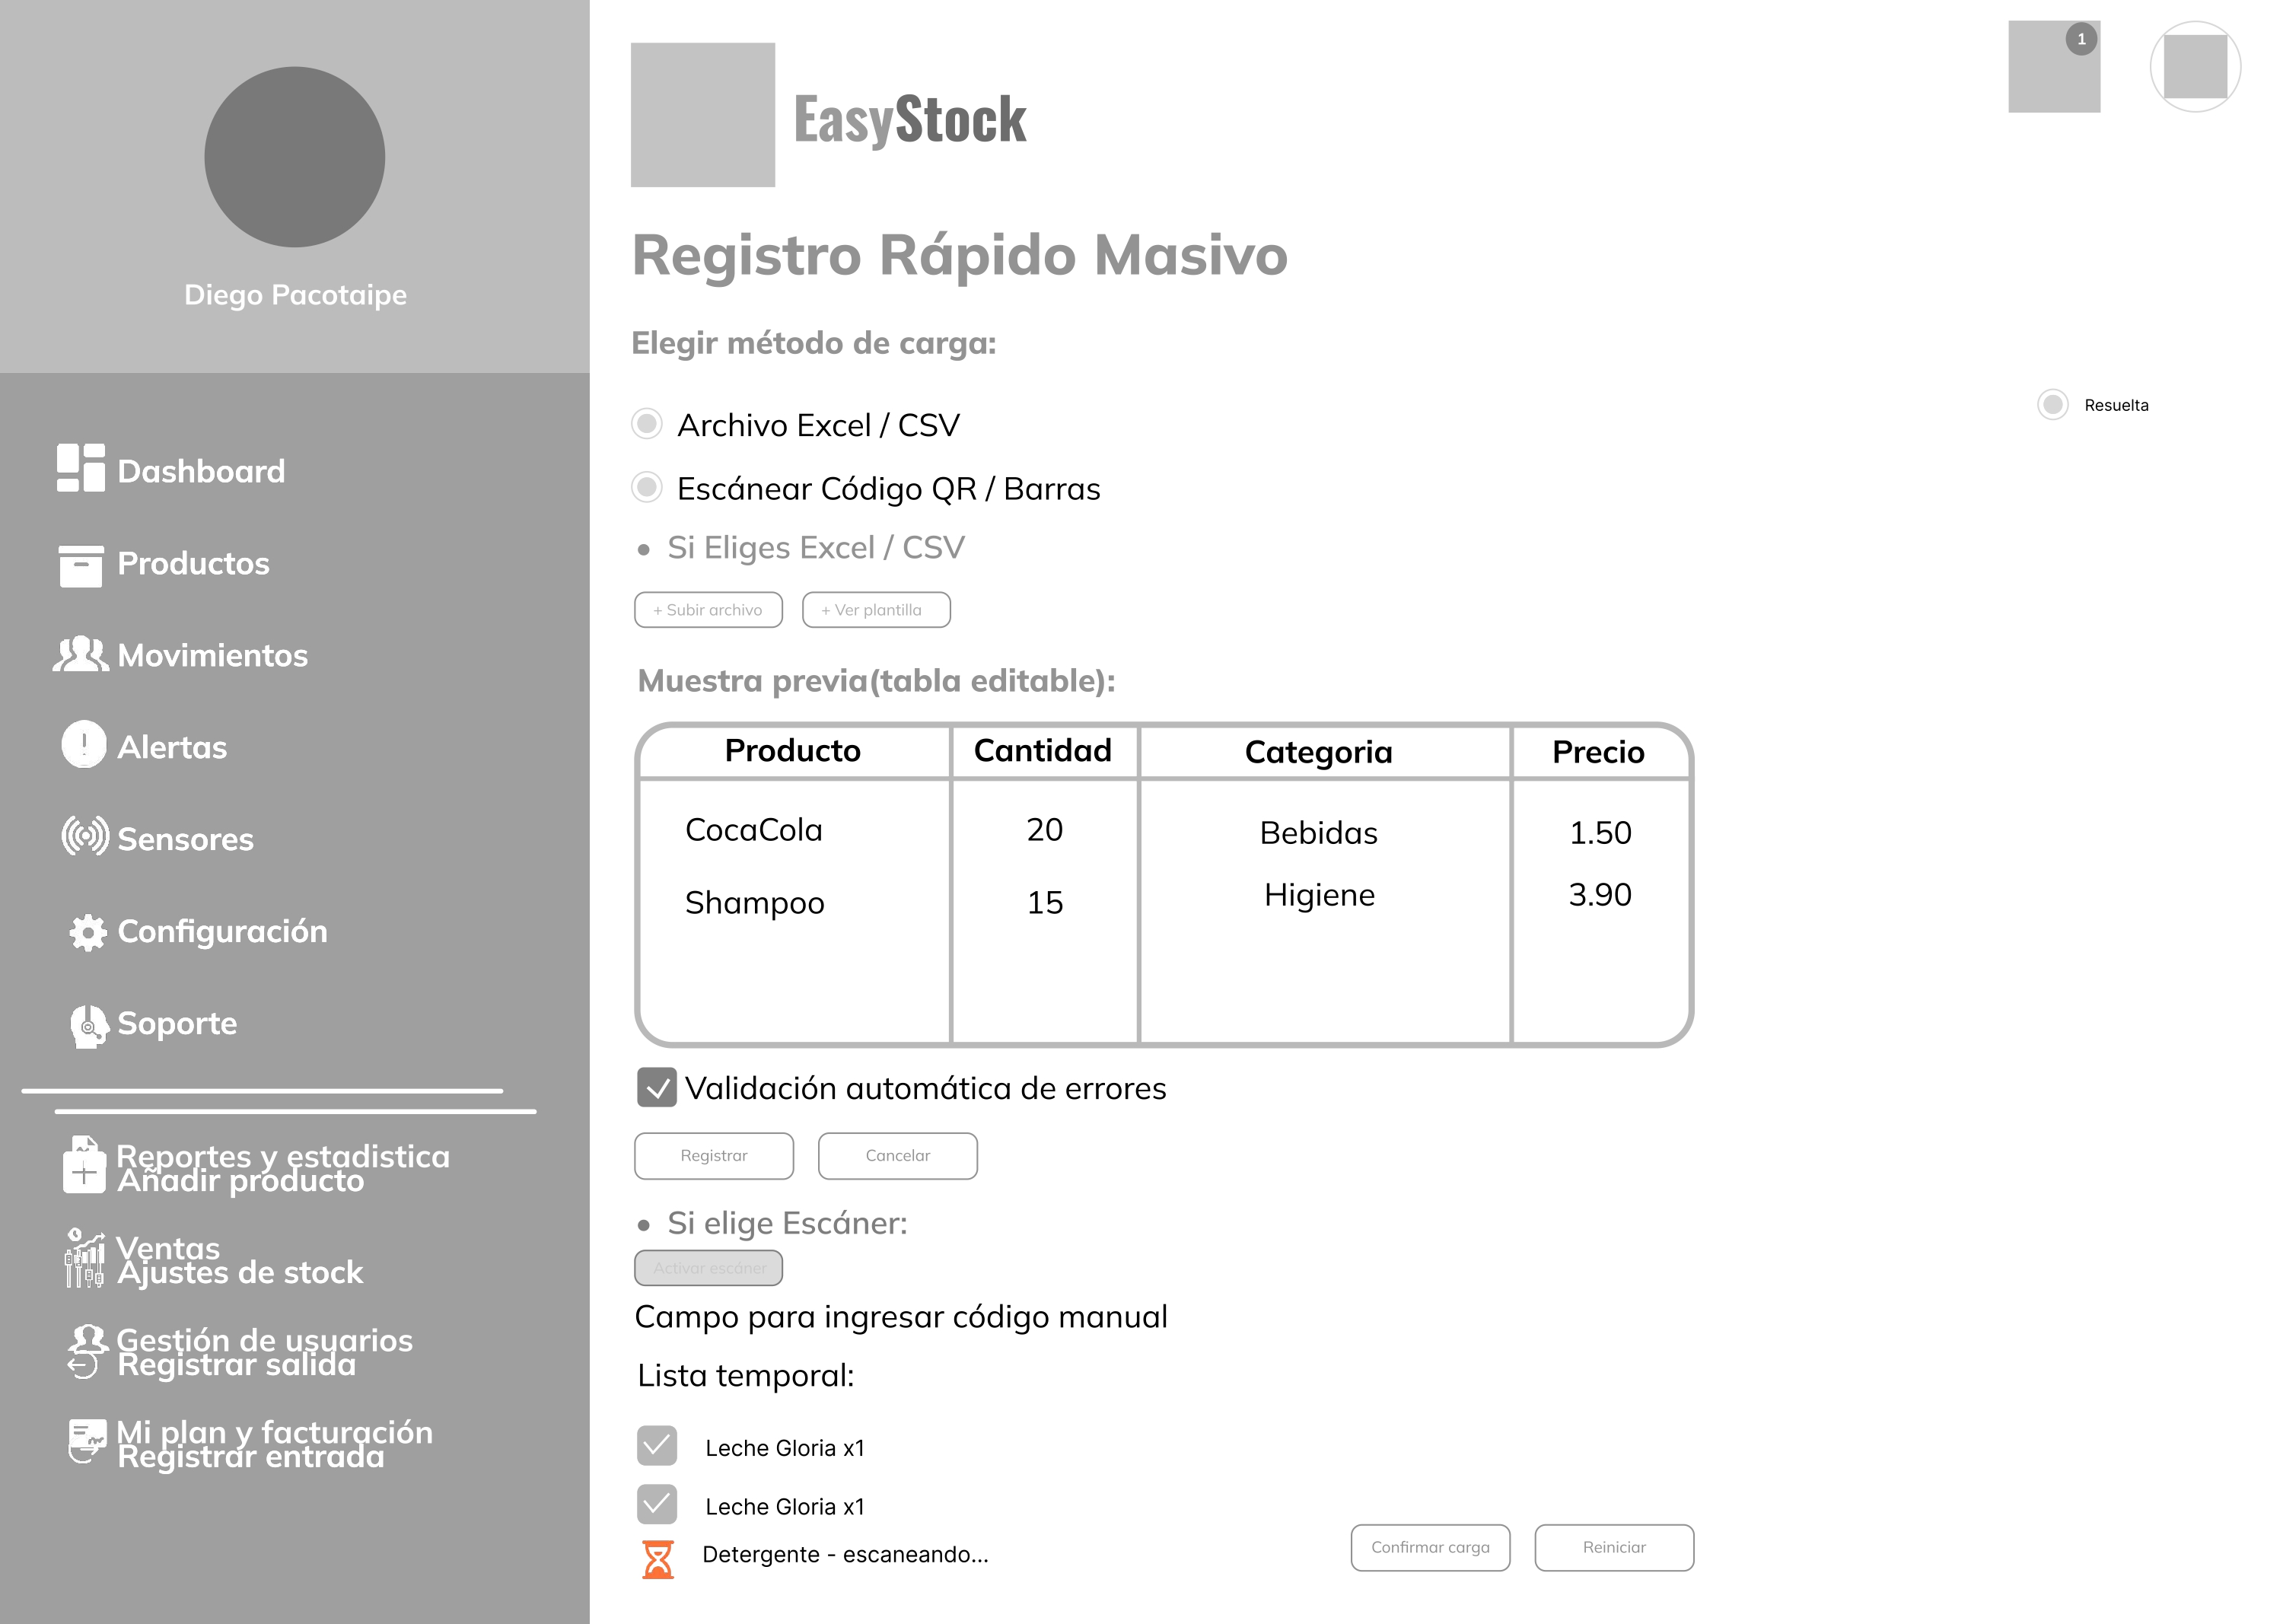 Diego Pacotaipe
Dashboard
Productos
Movimientos
Alertas
Sensores
Configuración
Soporte
Reportes y estadistica
Añadir producto
Ventas
Ajustes de stock
Gestión de usuarios
Registrar salida
Mi plan y facturación
Registrar entrada
1
EasyStock
Registro Rápido Masivo
Elegir método de carga:
Archivo Excel / CSV
Resuelta
Escánear Código QR / Barras
• Si Eliges Excel / CSV
+ Subir archivo + Ver plantilla
Muestra previa(tabla editable):
Producto Cantidad Categoria Precio
CocaCola 20 Bebidas 1.50
Shampoo 15 Higiene 3.90
Validación automática de errores
Registrar Cancelar
• Si elige Escáner:
Activar escáner
Campo para ingresar código manual
Lista temporal:
Leche Gloria x1
Leche Gloria x1
Detergente - escaneando...
Confirmar carga Reiniciar